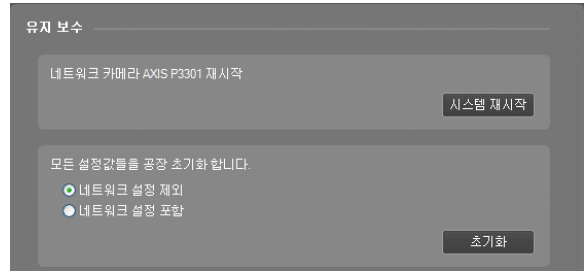 유지 보수
네트워크 카메라 AXIS P3301 재시작
시스템 재시작
모든 설정값들을 공장 초기화 합니다.
네트워크 설정 제외
네트워크 설정 포함
초기화